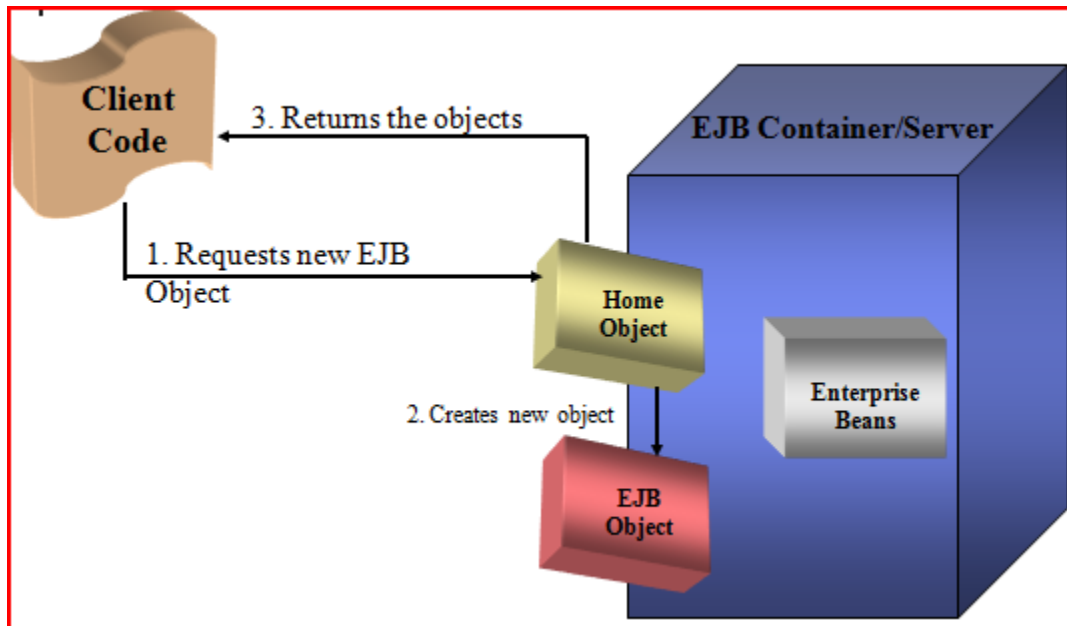 Client
Code
3. Returns the objects
EJB Container/Server
1. Requests new EJB
Object
Home
Object
Enterprise
Beans
2. Creates new object
EJB
Object